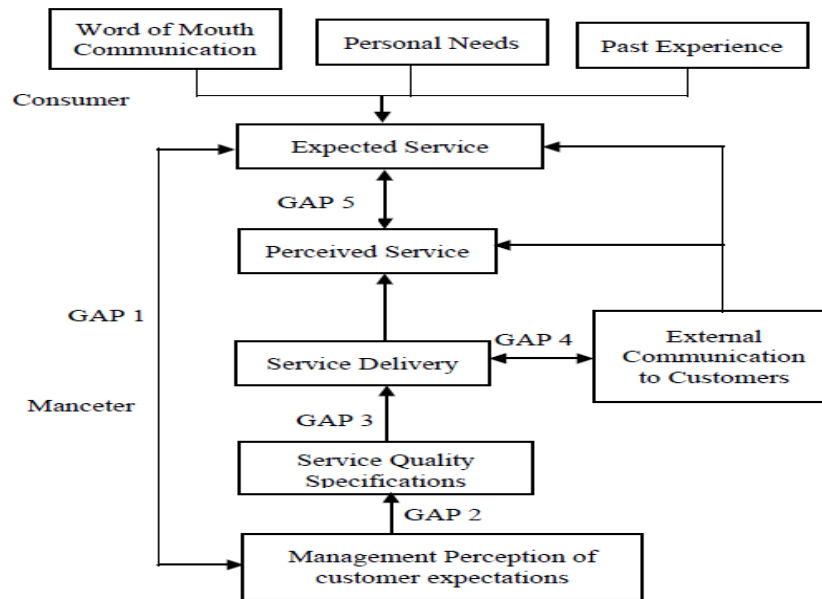 Word of Mouth
Communication
Personal Needs
Past Experience
Consumer
Expected Service
GAP 5
Perceived Service
GAP 1
GAP 4
External
Communication
to Customers
Service Delivery
Manceter
GAP 3
Service Quality
Specifications
GAP 2
Management Perception of
customer expectations